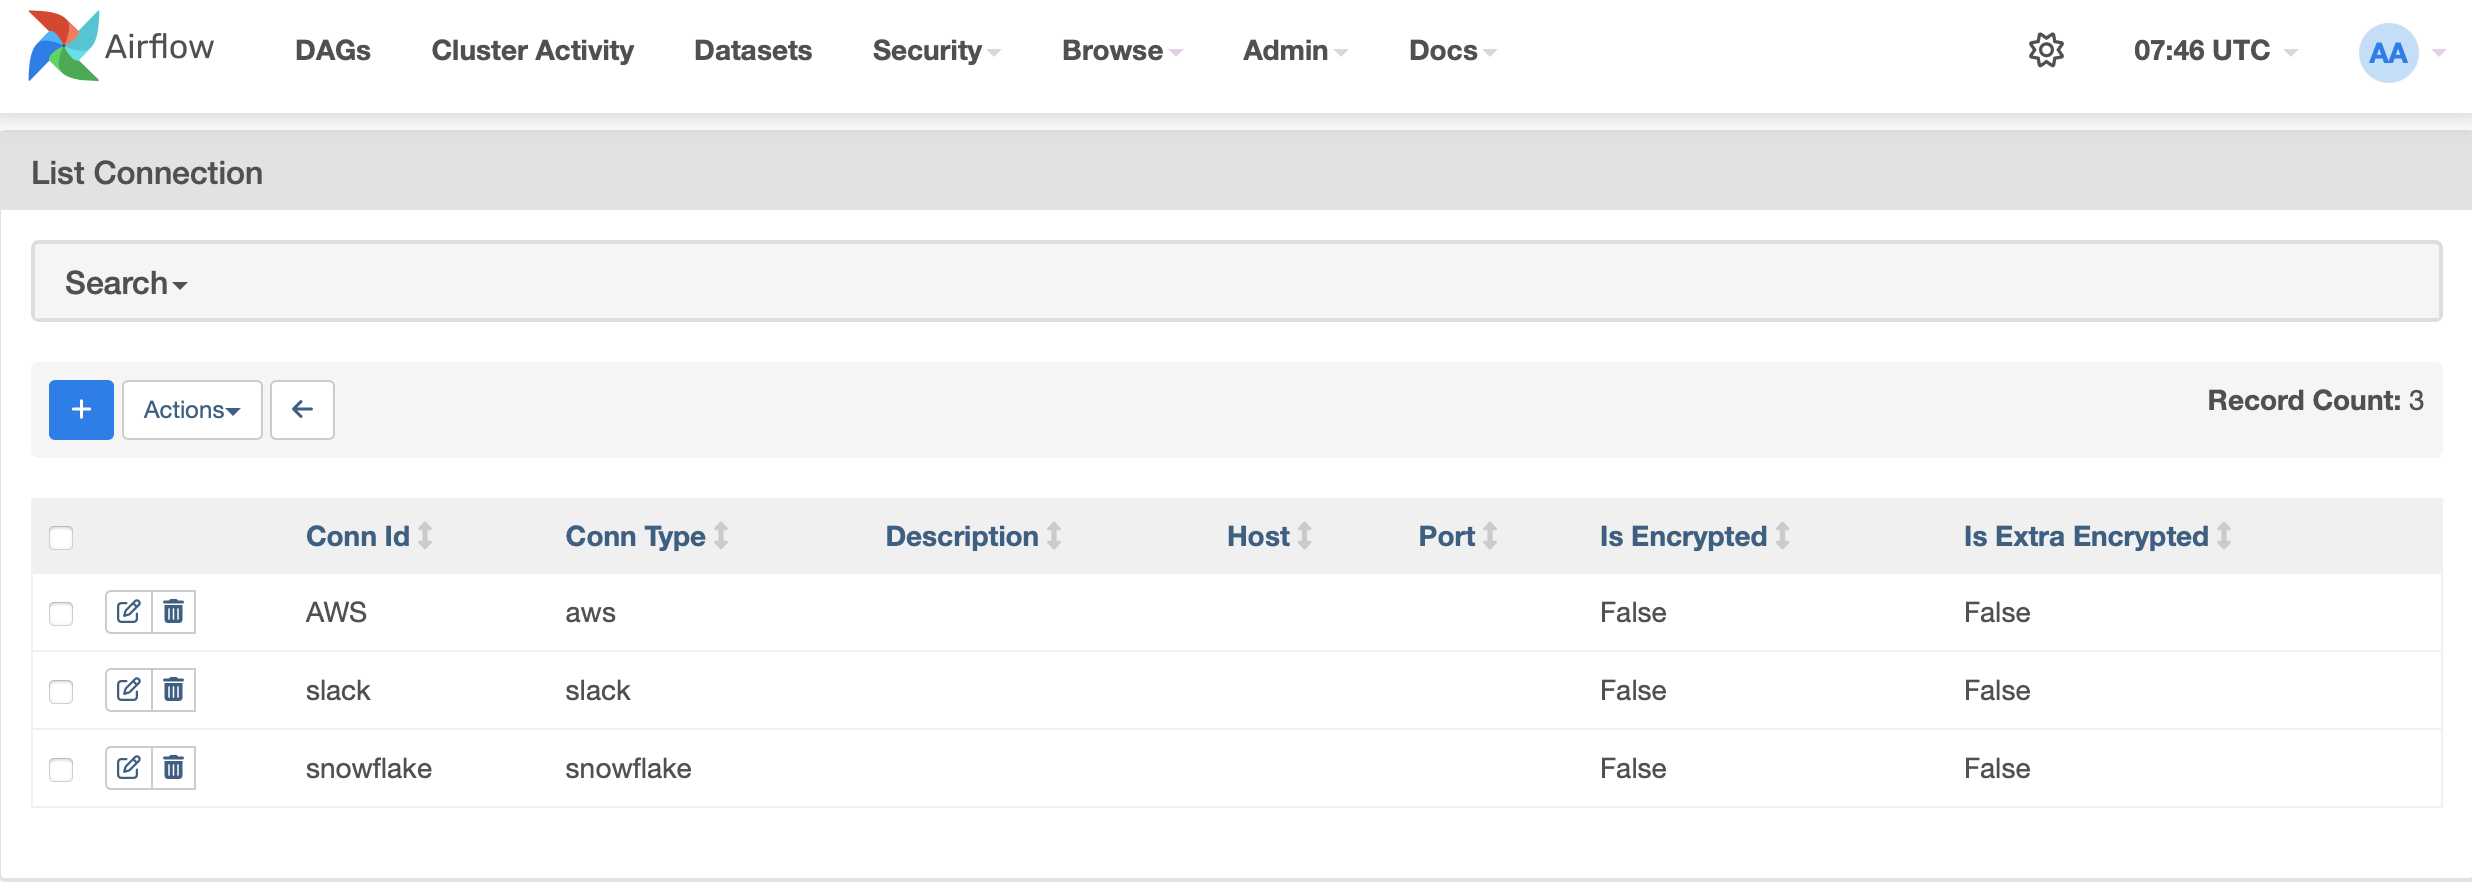 Airflow DAGs Cluster Activity Datasets Security Browse Admin Docs 07:46 UTC AA
List Connection
Search
+ Actions Record Count: 3
Conn Id Conn Type Description Host Port Is Encrypted Is Extra Encrypted
AWS aws False False
slack slack False False
snowflake snowflake False False